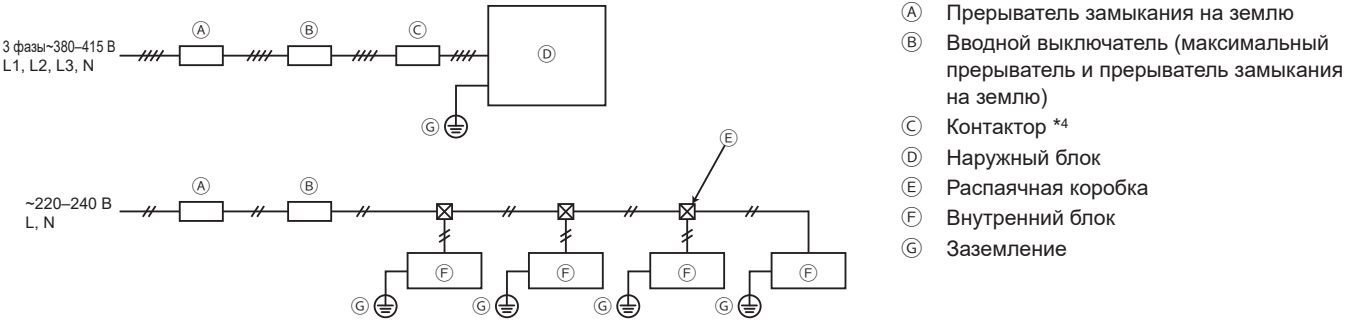 Ⓐ Ⓑ Ⓒ
3 фазы~380–415 В
L1, L2, L3, N
Ⓓ
Ⓖ
Ⓔ
Ⓐ Ⓑ
~220–240 В
L, N
Ⓕ Ⓕ Ⓕ Ⓕ
Ⓖ Ⓖ Ⓖ Ⓖ
Ⓐ Прерыватель замыкания на землю
Ⓑ Вводной выключатель (максимальный
прерыватель и прерыватель замыкания
на землю)
Ⓒ Контактор *4
Ⓓ Наружный блок
Ⓔ Распаячная коробка
Ⓕ Внутренний блок
Ⓖ Заземление